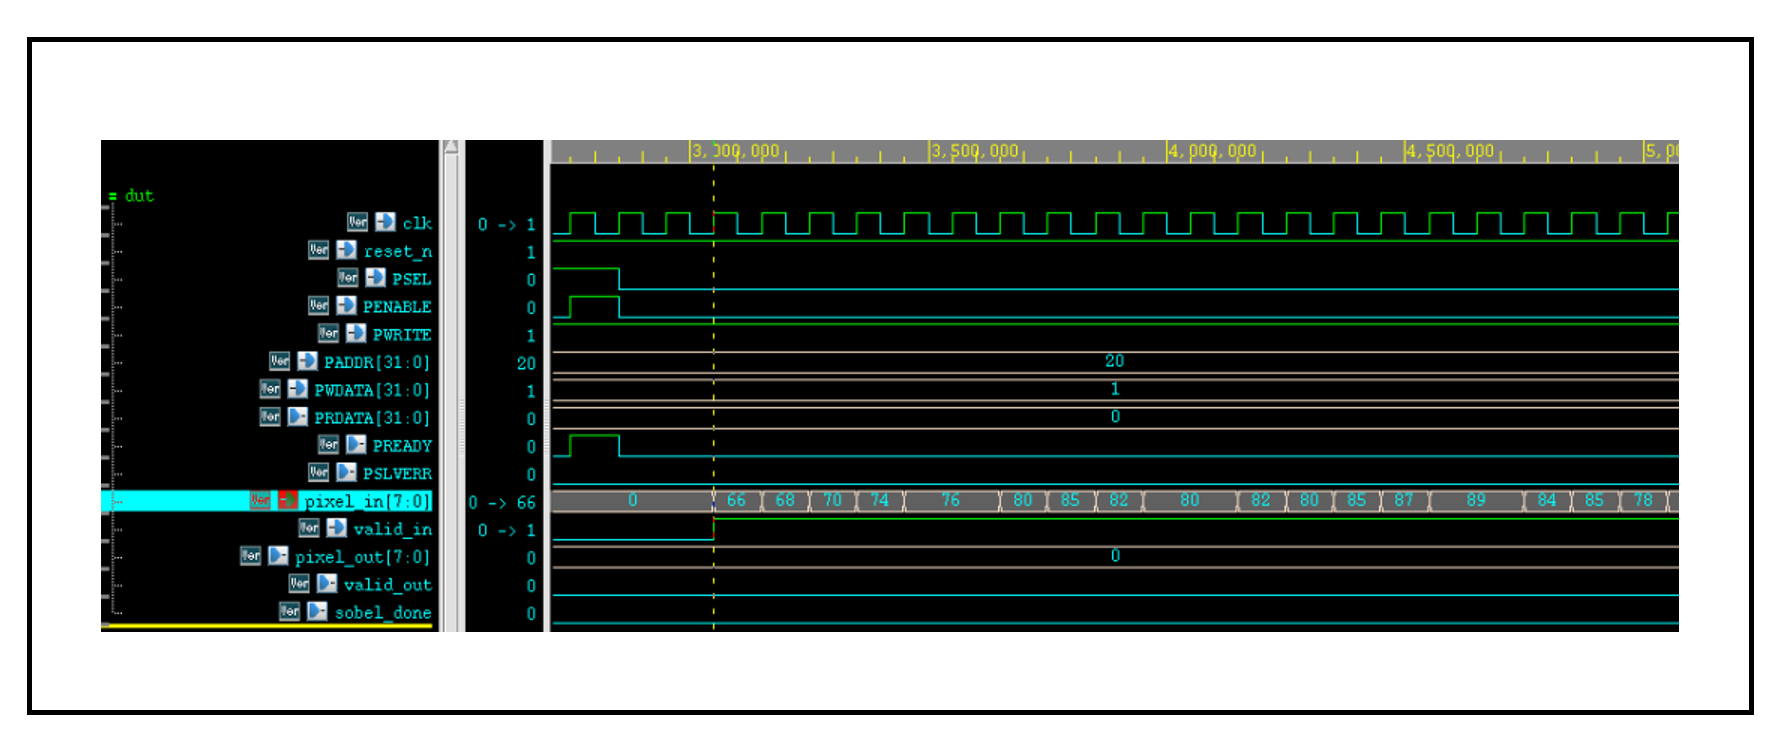 3,000,000 3,500,000 4,000,000 4,500,000
= dut
Ver clk 0 -> 1
Ver reset_n 1
Ver PSEL 0
Ver PENABLE 0
Ver PWRITE 1
Ver PADDR[31:0] 20 20
Ver PWDATA[31:0] 1 1
Ver PRDATA[31:0] 0 0
Ver PREADY 0
Ver PSLVERR 0
Ver pixel_in[7:0] 0 -> 66 0 66 68 70 74 76 80 85 82 80 82 80 85 87 89 84 85 78
Ver valid_in 0 -> 1
Ver pixel_out[7:0] 0 0
Ver valid_out 0
Ver sobel_done 0